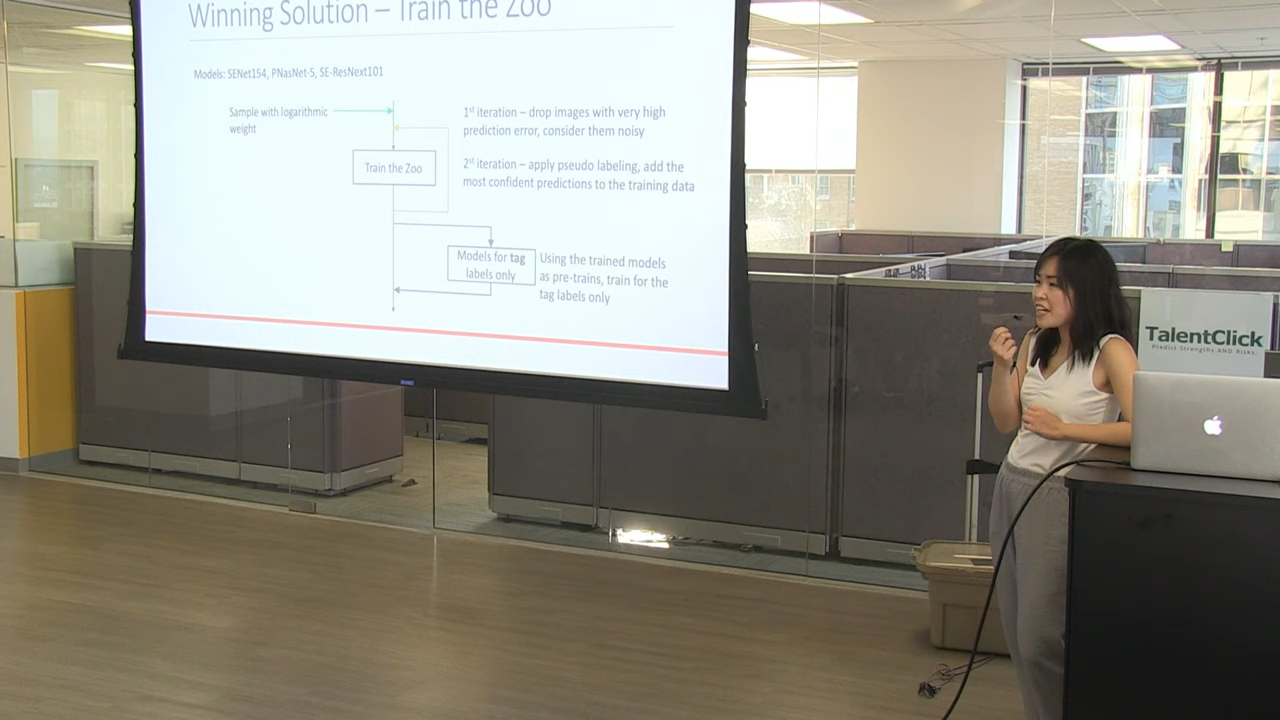 Winning Solution – Train the Zoo
Models: SENet154, PNasNet-5, SE-ResNext101
Sample with logarithmic
weight
1st iteration – drop images with very high
prediction error, consider them noisy
Train the Zoo
2nd iteration – apply pseudo labeling, add the
most confident predictions to the training data
Models for tag
labels only
Using the trained models
as pre-trains, train for the
tag labels only
TalentClick
Predict Strengths AND Risks.